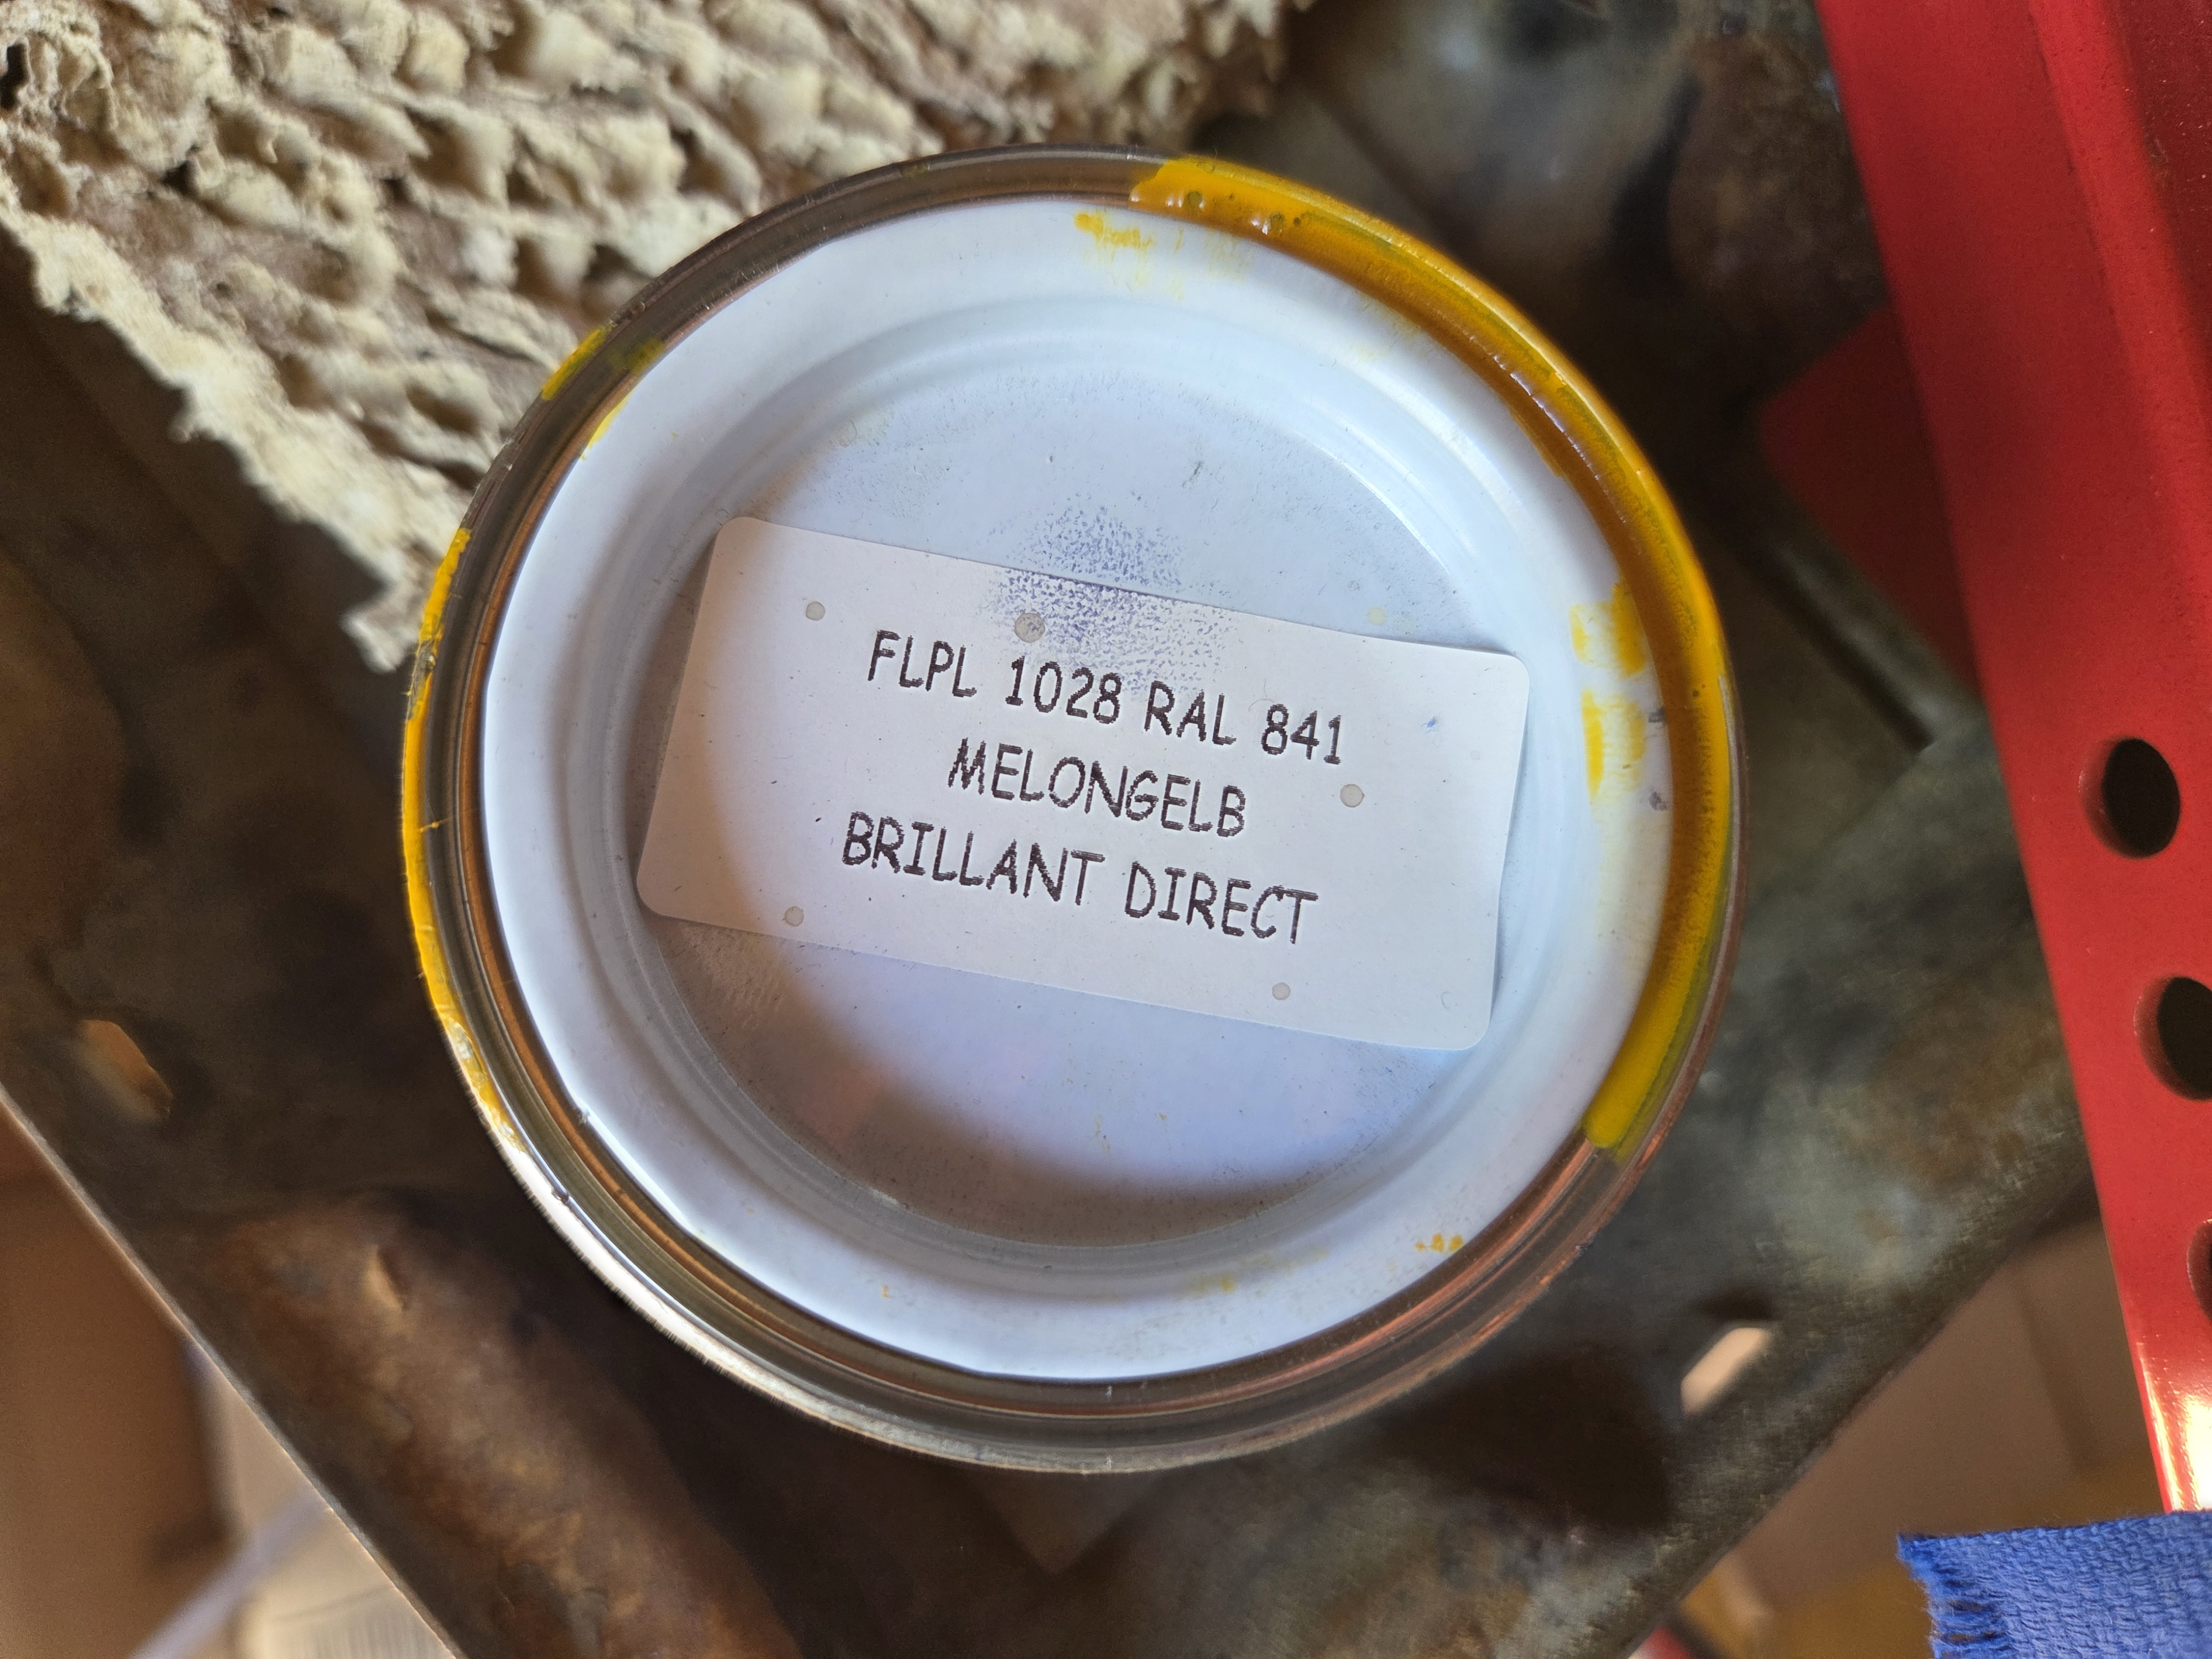 FLPL 1028 RAL 841
MELONGELB
BRILLANT DIRECT